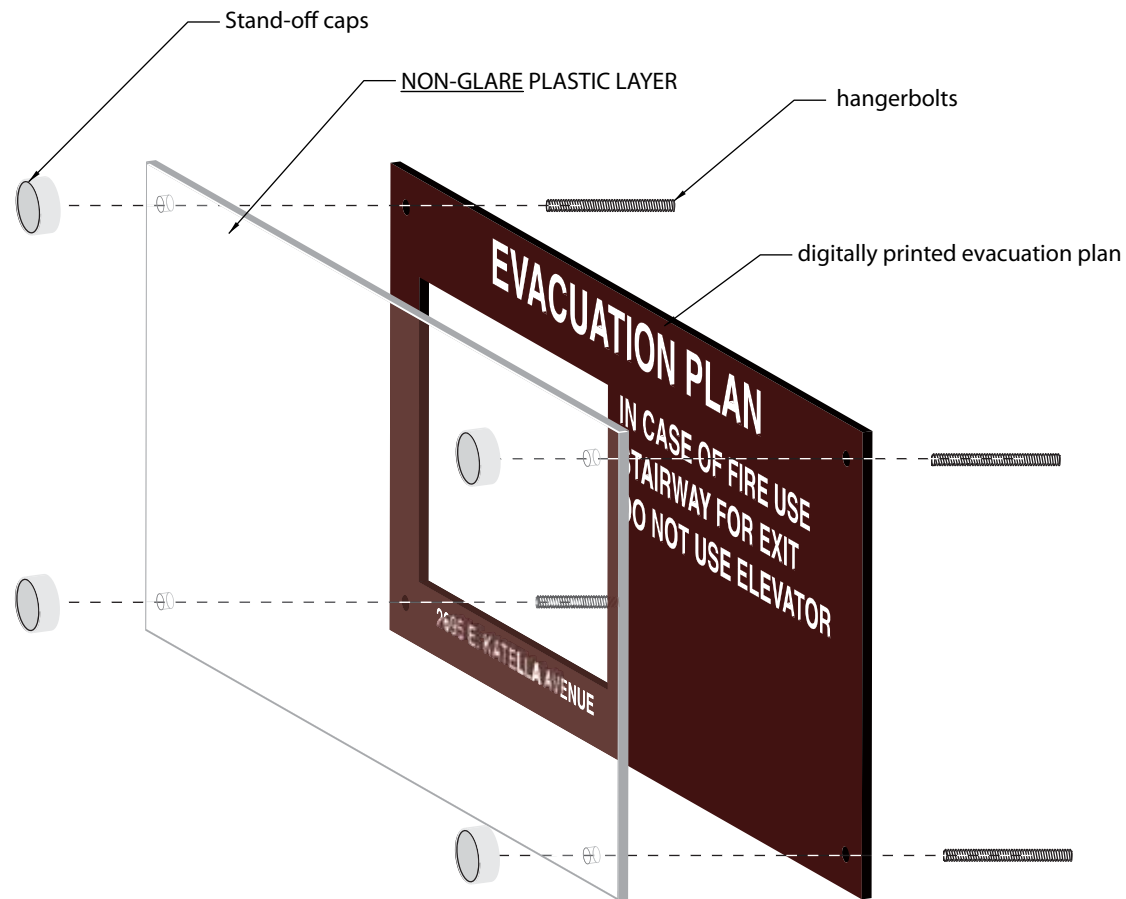 Stand-off caps
NON-GLARE PLASTIC LAYER
hangerbolts
digitally printed evacuation plan
EVACUATION PLAN
IN CASE OF FIRE USE
STAIRWAY FOR EXIT
DO NOT USE ELEVATOR
2695 E. KATELLA AVENUE